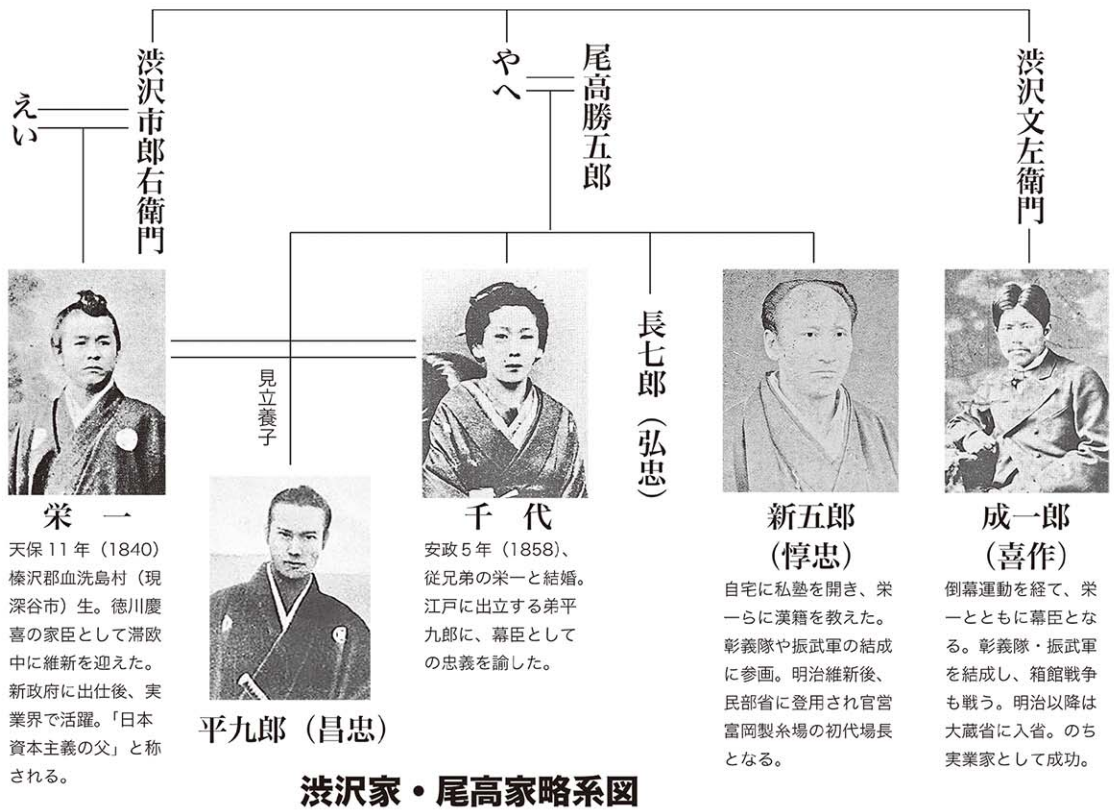 渋沢市郎右衛門
えい
やへ
尾高勝五郎
渋沢文左衛門
見立養子
長七郎（弘忠）
栄一
天保11年（1840）
榛沢郡血洗島村（現
深谷市）生。徳川慶
喜の家臣として滞欧
中に維新を迎えた。
新政府に出仕後、実
業界で活躍。「日本
資本主義の父」と称
される。
平九郎（昌忠）
千代
安政5年（1858）、
従兄弟の栄一と結婚。
江戸に出立する弟平
九郎に、幕臣として
の忠義を諭した。
新五郎
（惇忠）
自宅に私塾を開き、栄
一らに漢籍を教えた。
彰義隊や振武軍の結成
に参画。明治維新後、
民部省に登用され官営
富岡製糸場の初代場長
となる。
成一郎
（喜作）
倒幕運動を経て、栄
一とともに幕臣とな
る。彰義隊・振武軍
を結成し、箱館戦争
も戦う。明治以降は
大蔵省に入省。のち
実業家として成功。
渋沢家・尾高家略系図